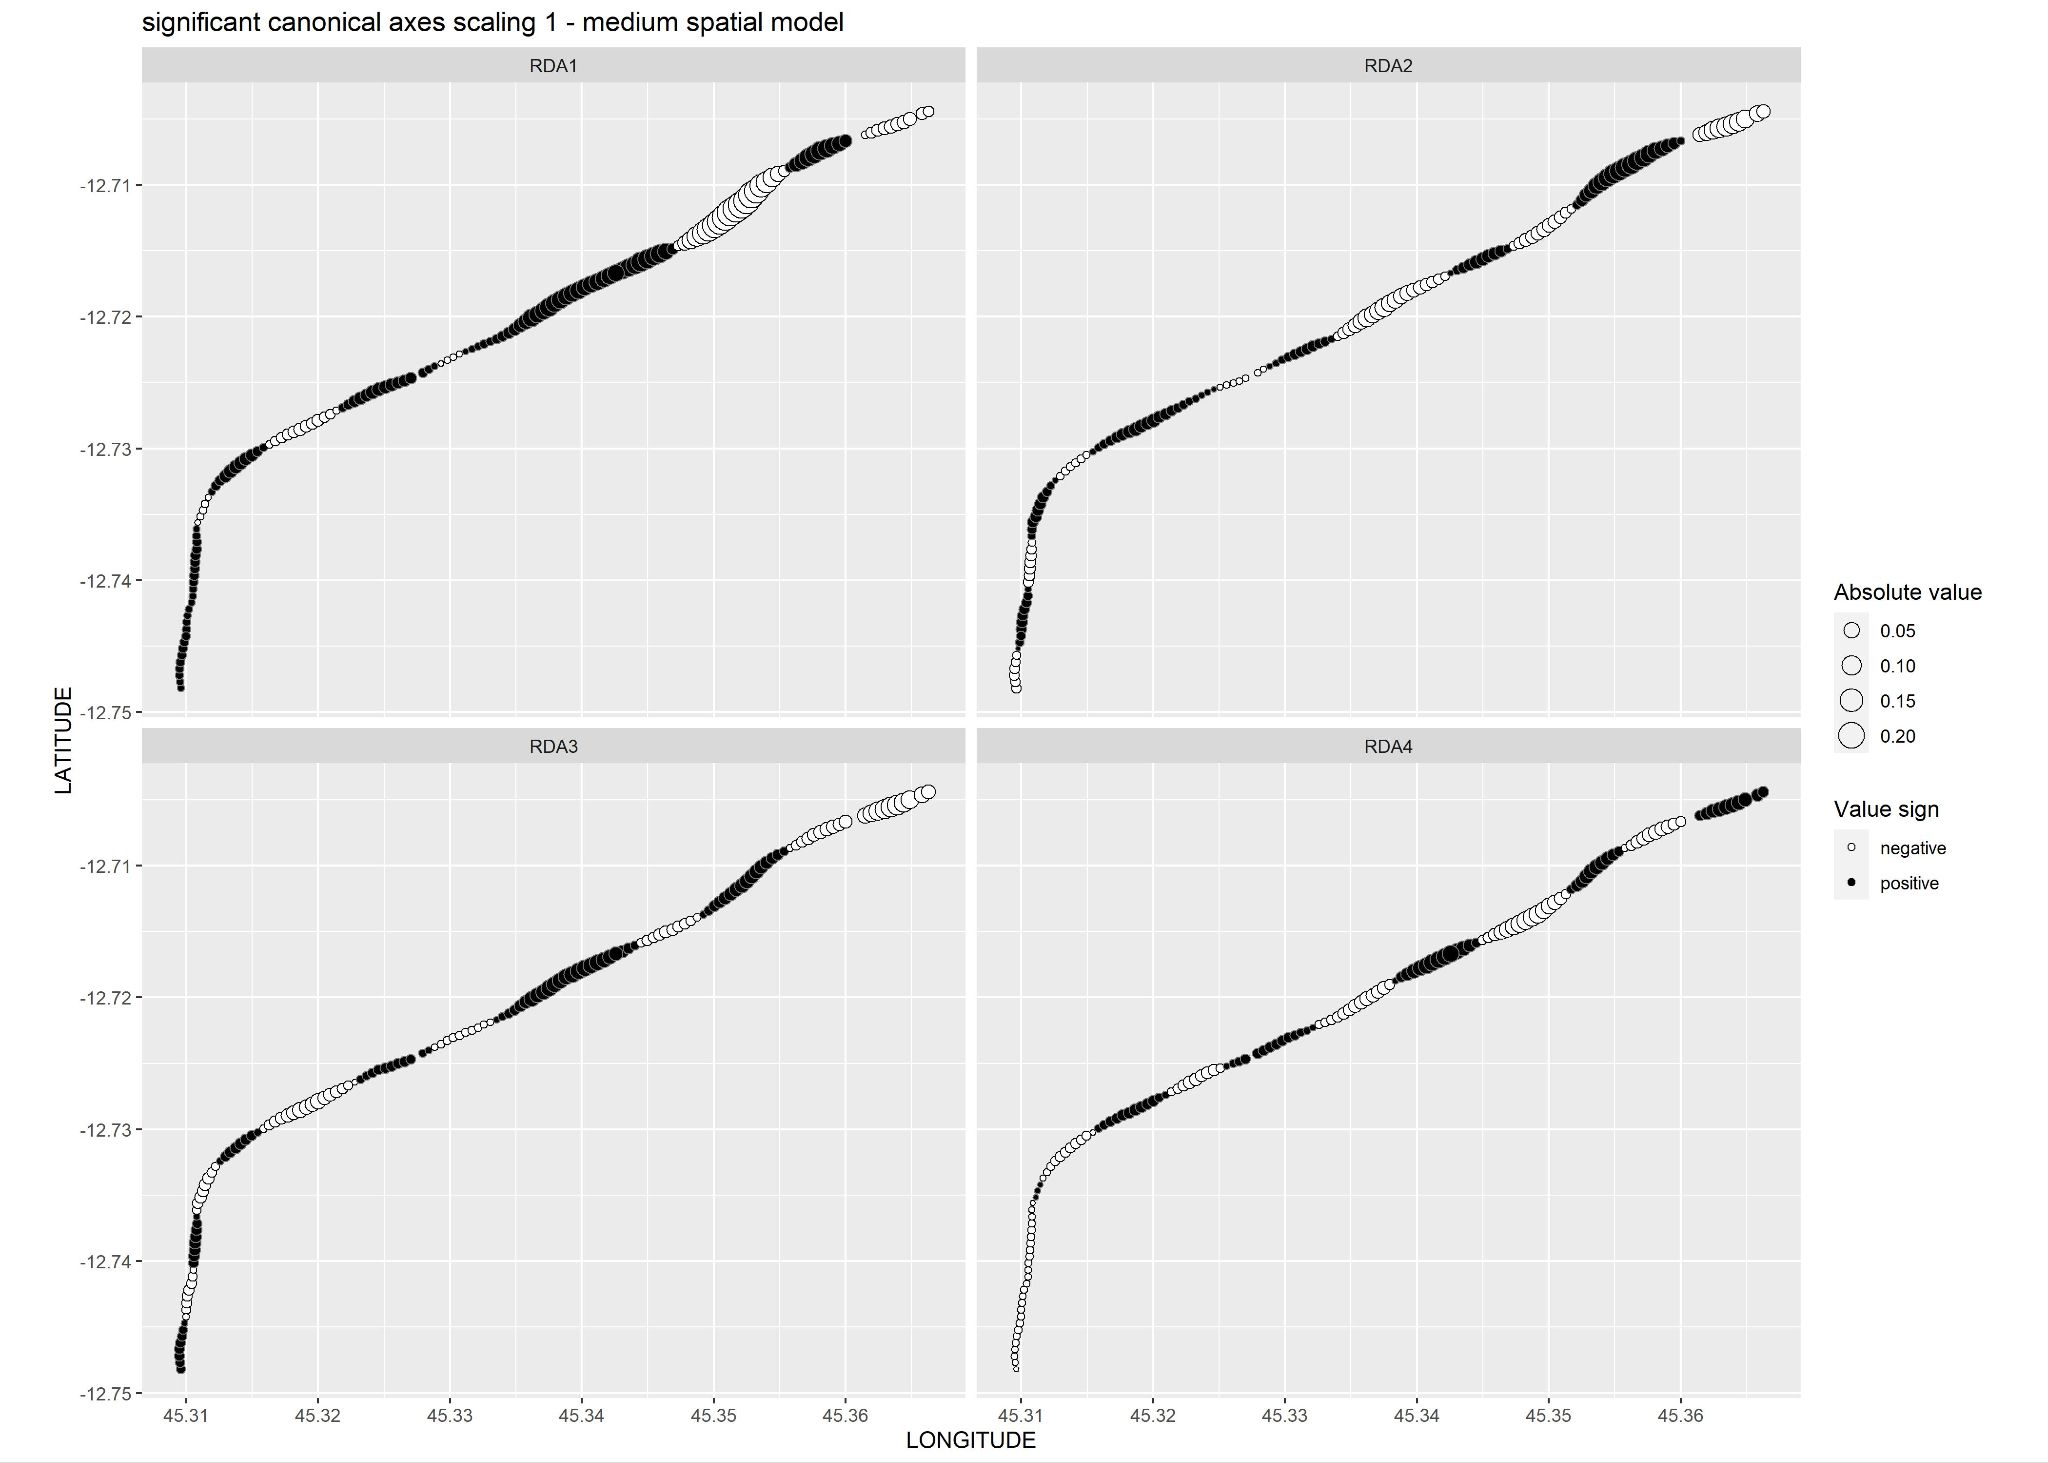 significant canonical axes scaling 1 - medium spatial model
RDA1
RDA2
-12.71
-12.72
-12.73
-12.74
-12.75
RDA3
RDA4
-12.71
-12.72
-12.73
-12.74
-12.75
45.31 45.32 45.33 45.34 45.35 45.36
45.31 45.32 45.33 45.34 45.35 45.36
LATITUDE
LONGITUDE
Absolute value
0.05
0.10
0.15
0.20
Value sign
negative
positive